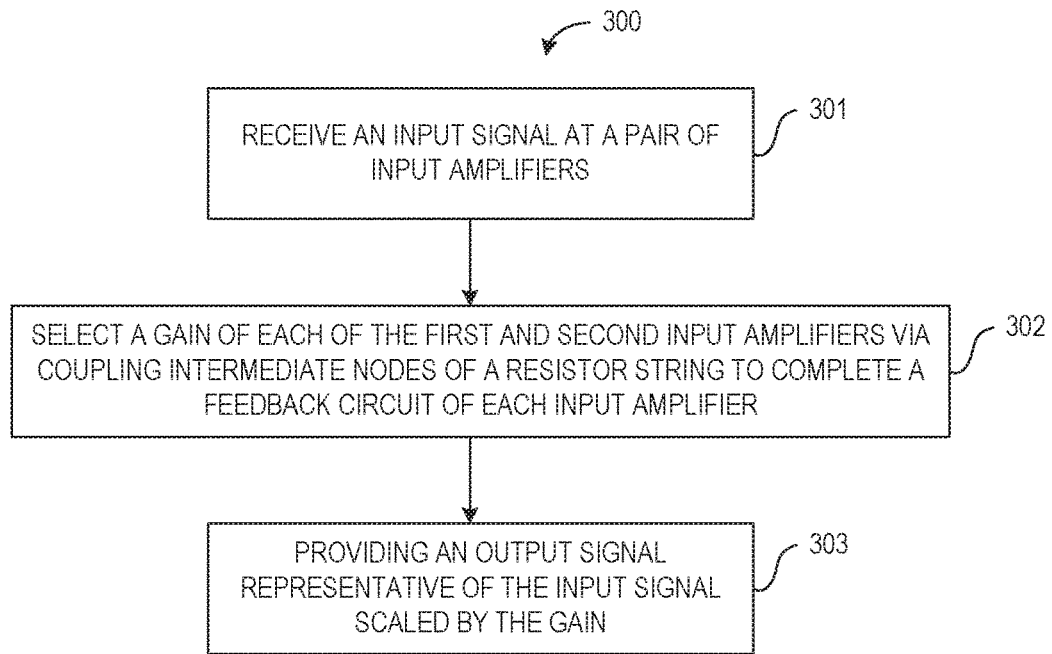 300
RECEIVE AN INPUT SIGNAL AT A PAIR OF
INPUT AMPLIFIERS
301
SELECT A GAIN OF EACH OF THE FIRST AND SECOND INPUT AMPLIFIERS VIA
COUPLING INTERMEDIATE NODES OF A RESISTOR STRING TO COMPLETE A
FEEDBACK CIRCUIT OF EACH INPUT AMPLIFIER
302
PROVIDING AN OUTPUT SIGNAL
REPRESENTATIVE OF THE INPUT SIGNAL
SCALED BY THE GAIN
303